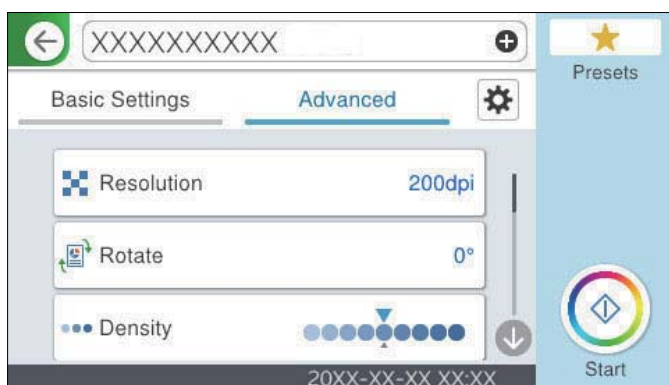 XXXXXXXXXX
Presets
Basic Settings
Advanced
Resolution
200dpi
Rotate
0°
Density
Start
20XX-XX-XX XX:XX